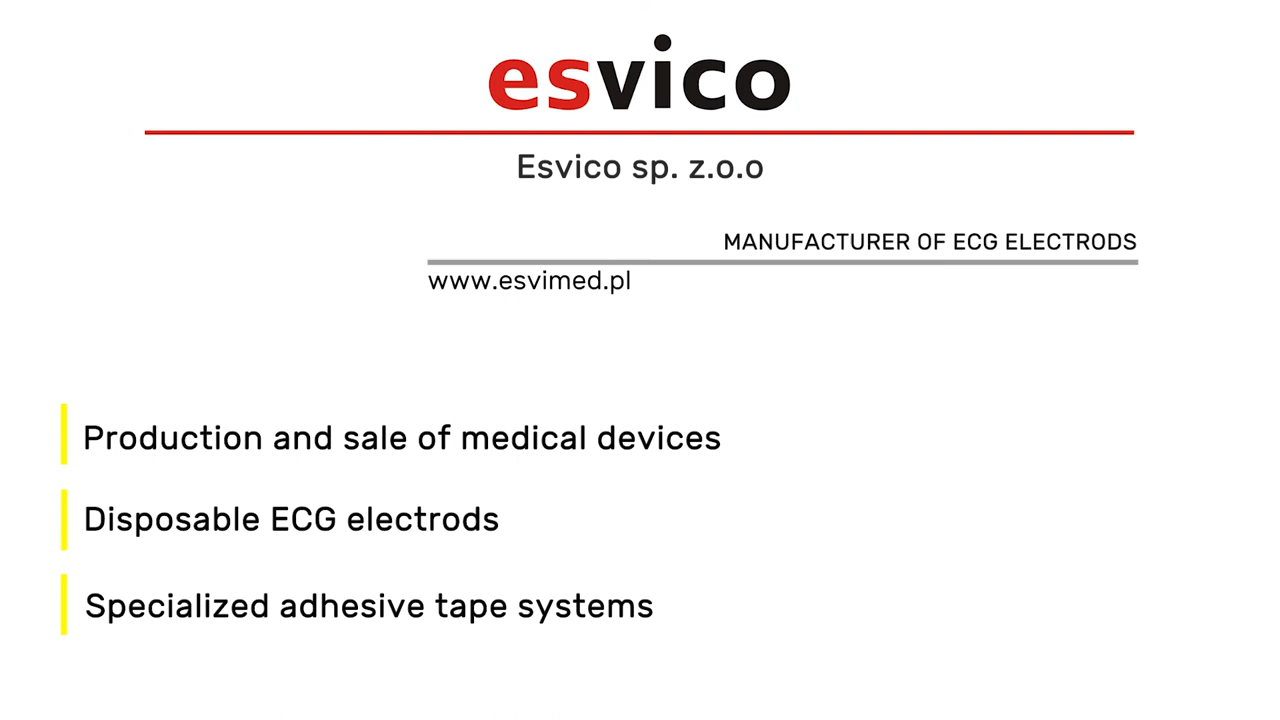 esvico
Esvico sp. z.o.o
MANUFACTURER OF ECG ELECTRODS
www.esvimed.pl
Production and sale of medical devices
Disposable ECG electrods
Specialized adhesive tape systems